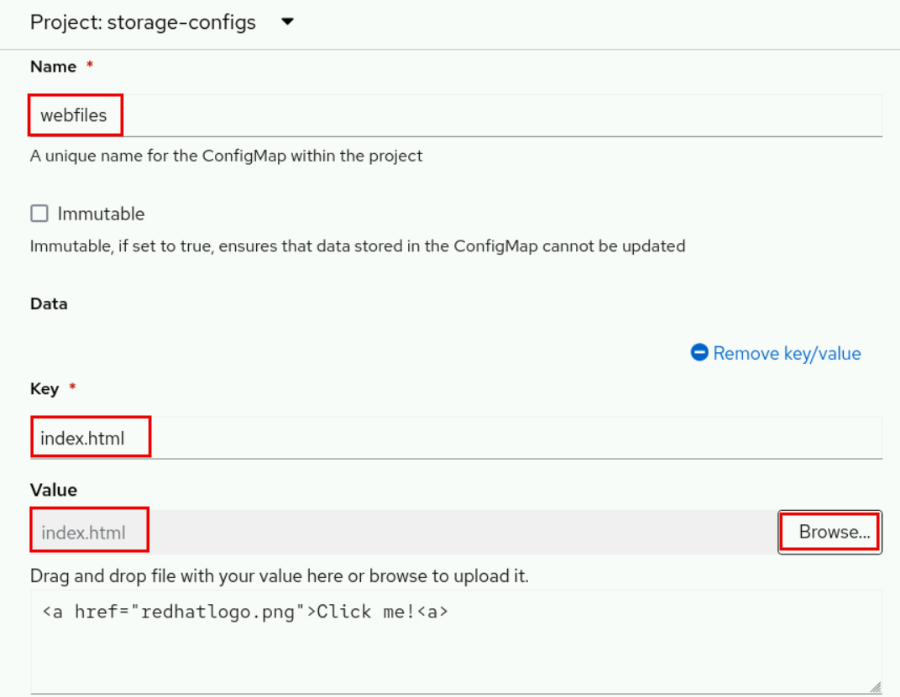 Project: storage-configs
Name *
webfiles
A unique name for the ConfigMap within the project
Immutable
Immutable, if set to true, ensures that data stored in the ConfigMap cannot be updated
Data
Remove key/value
Key *
index.html
Value
index.html Browse...
Drag and drop file with your value here or browse to upload it.
<a href="redhatlogo.png">Click me!<a>